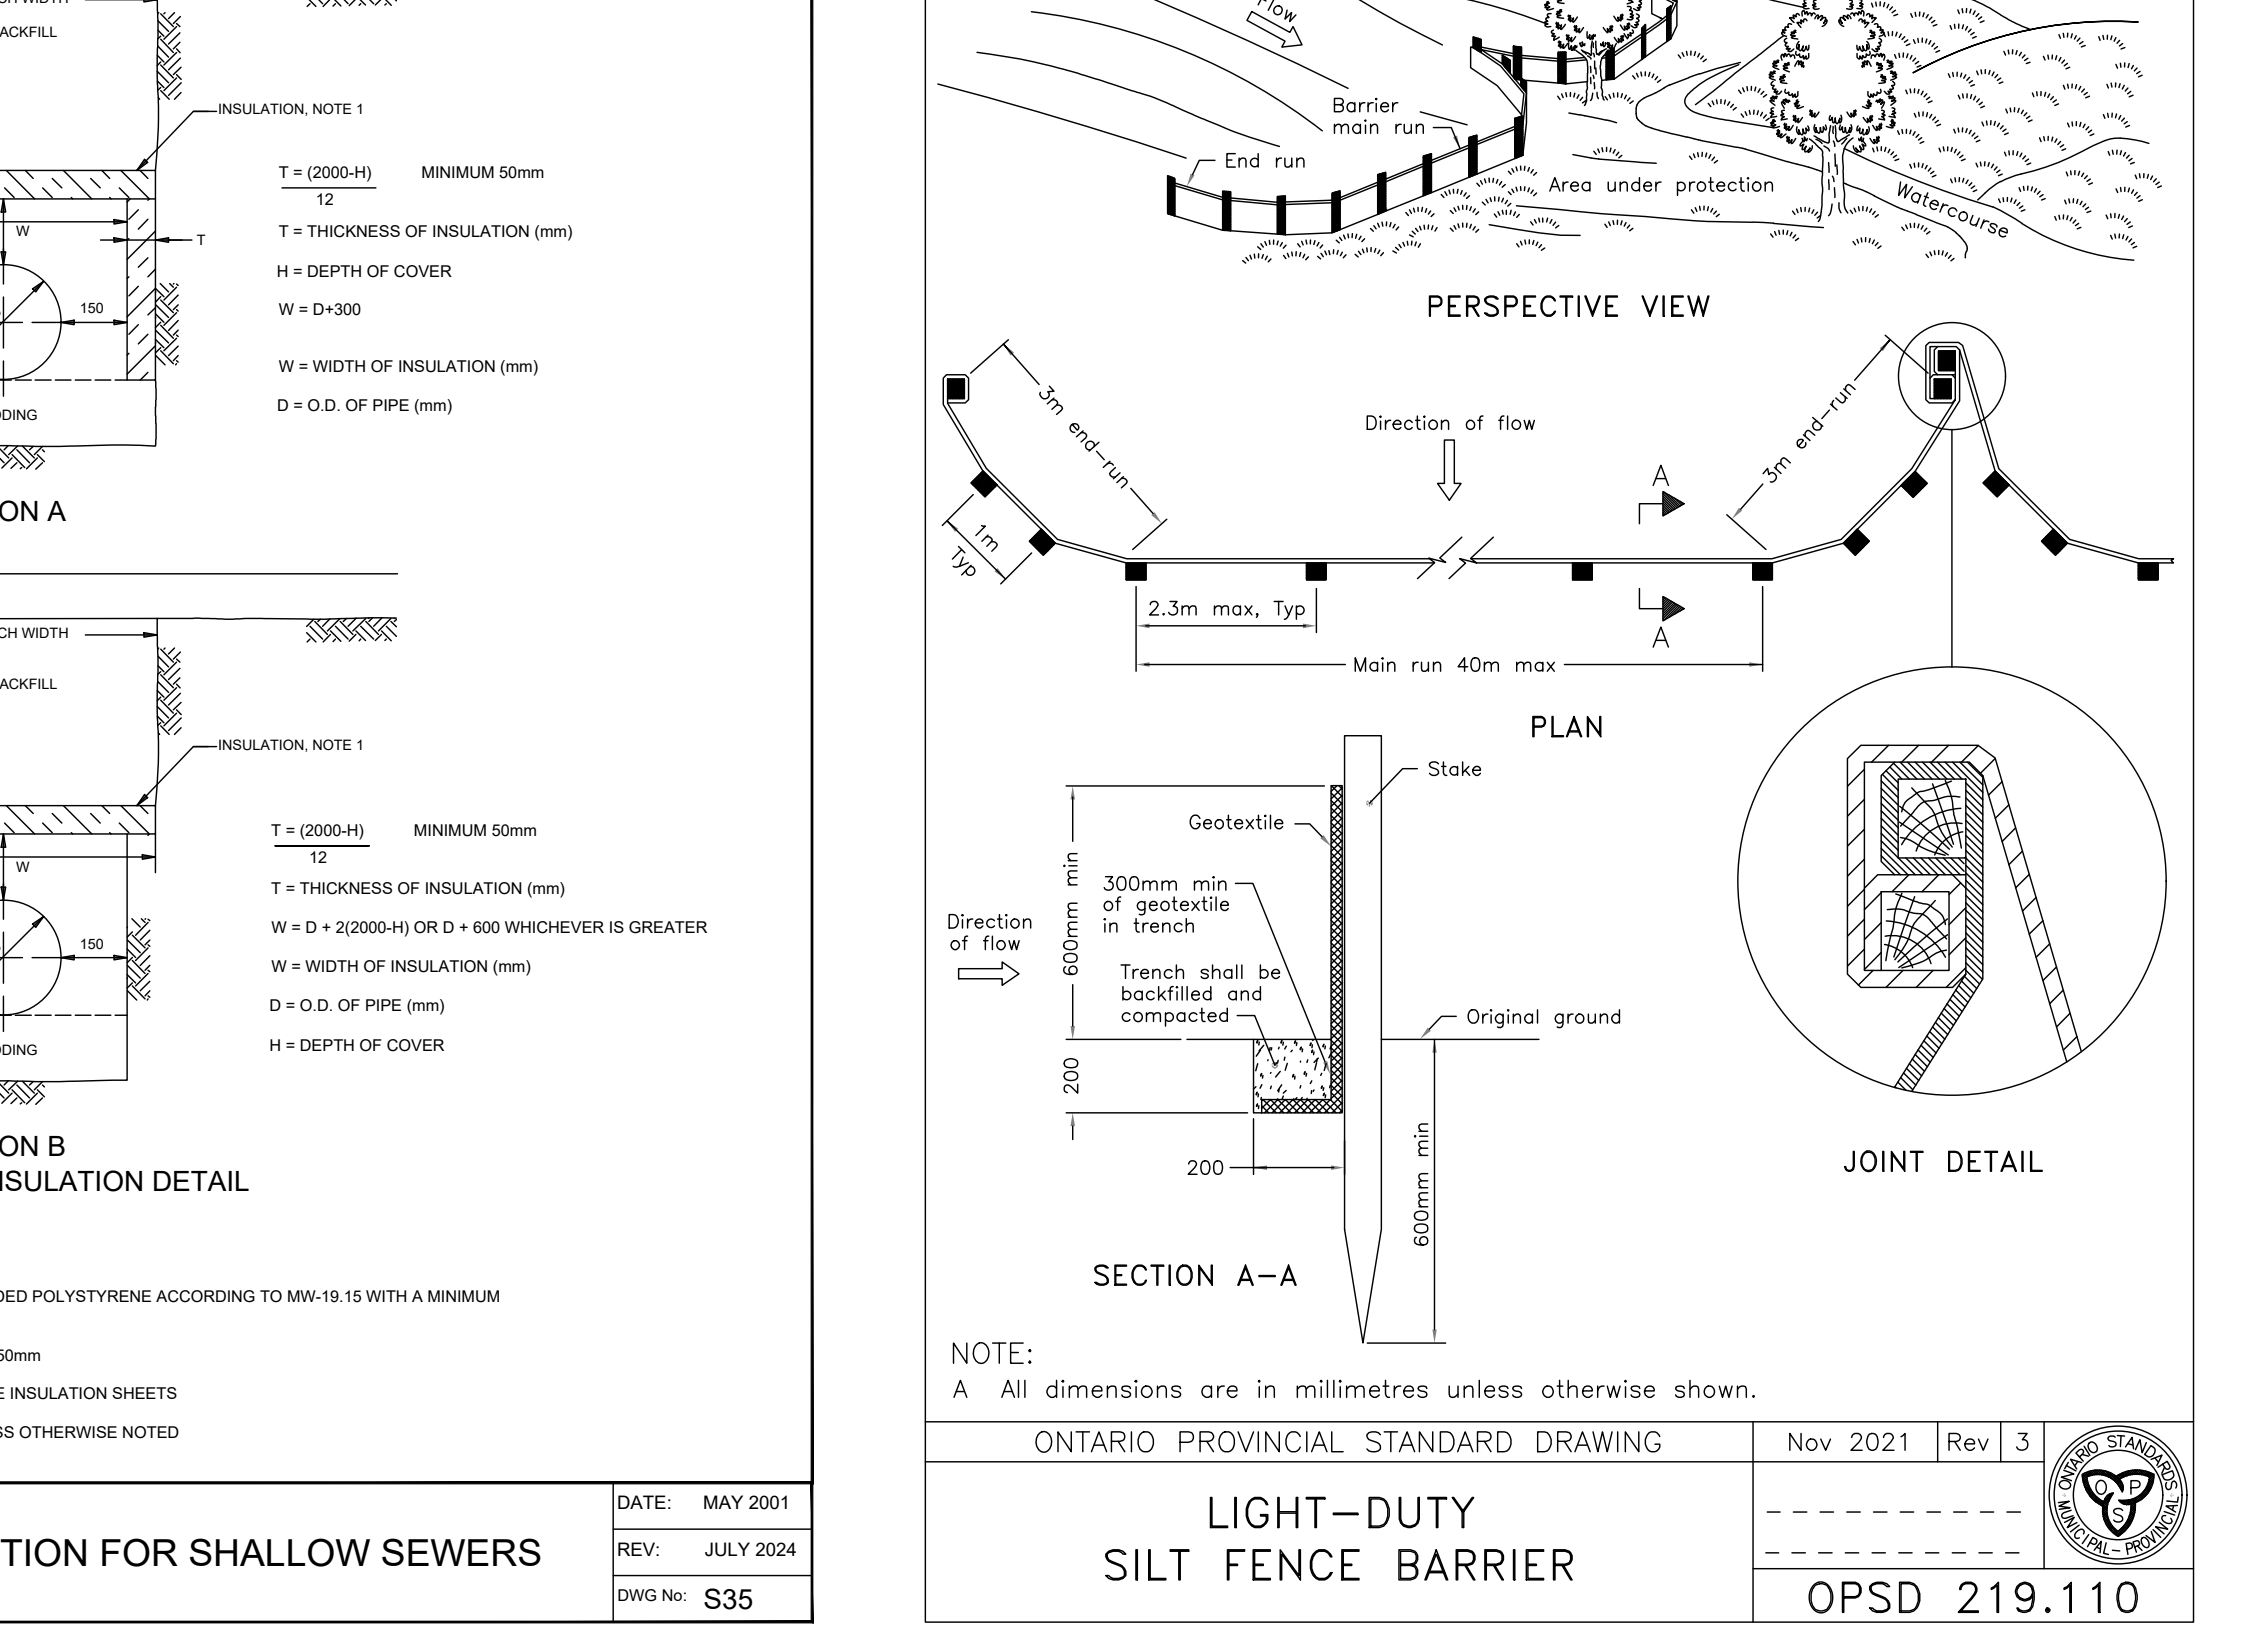 INSULATION, NOTE 1
T = (2000-H)
12
MINIMUM 50mm
T = THICKNESS OF INSULATION (mm)
H = DEPTH OF COVER
W = D+300
W = WIDTH OF INSULATION (mm)
D = O.D. OF PIPE (mm)
W
T
150
ON A
CH WIDTH
ACKFILL
INSULATION, NOTE 1
T = (2000-H)
12
MINIMUM 50mm
T = THICKNESS OF INSULATION (mm)
W = D + 2(2000-H) OR D + 600 WHICHEVER IS GREATER
W = WIDTH OF INSULATION (mm)
D = O.D. OF PIPE (mm)
H = DEPTH OF COVER
W
150
ON B
SULATION DETAIL
DED POLYSTYRENE ACCORDING TO MW-19.15 WITH A MINIMUM
50mm
E INSULATION SHEETS
SS OTHERWISE NOTED
TION FOR SHALLOW SEWERS
DATE: MAY 2001
REV: JULY 2024
DWG No: S35
Flow
Barrier
main run
End run
Area under protection
Watercourse
PERSPECTIVE VIEW
3m end-run
Direction of flow
3m end-run
A
1m
Typ
2.3m max, Typ
A
Main run 40m max
PLAN
Stake
Geotextile
600mm min
300mm min
of geotextile
in trench
Direction
of flow
Trench shall be
backfilled and
compacted
Original ground
200
200
600mm min
SECTION A-A
JOINT DETAIL
NOTE:
A All dimensions are in millimetres unless otherwise shown.
ONTARIO PROVINCIAL STANDARD DRAWING
Nov 2021 Rev 3
LIGHT-DUTY
SILT FENCE BARRIER
ONTARIO STANDARDS
MUNICIPAL-PROVINCIAL
O P
S
OPSD 219.110